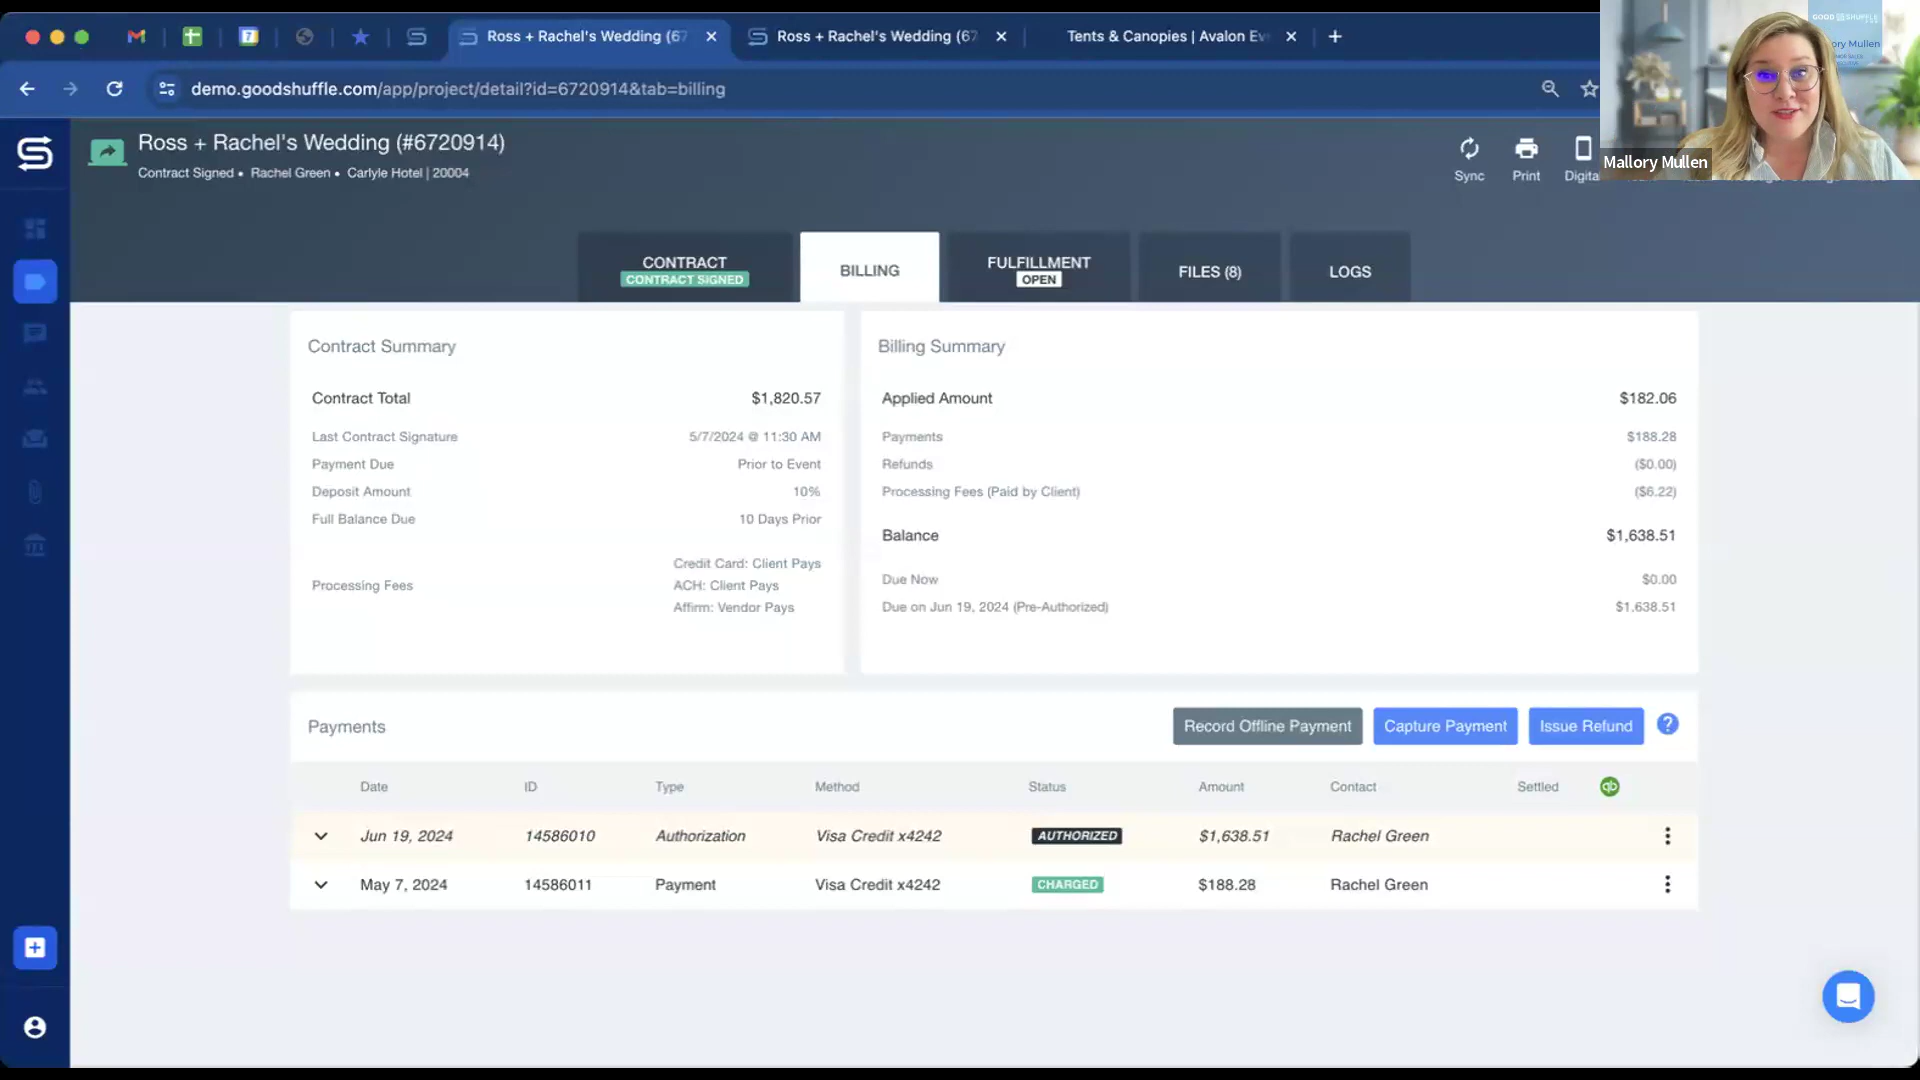 Ross + Rachel's Wedding (67
Ross + Rachel's Wedding (67
Tents & Canopies | Avalon Ev
demo.goodshuffle.com/app/project/detail?id=6720914&tab=billing
GOOD SHUFFLE
ory Mullen
Mallory Mullen
Ross + Rachel's Wedding (#6720914)
Contract Signed • Rachel Green • Carlyle Hotel | 20004
Sync
Print
Digita
CONTRACT
CONTRACT SIGNED
BILLING
FULFILLMENT
OPEN
FILES (8)
LOGS
Contract Summary
Contract Total $1,820.57
Last Contract Signature 5/7/2024 @ 11:30 AM
Payment Due Prior to Event
Deposit Amount 10%
Full Balance Due 10 Days Prior
Processing Fees
Credit Card: Client Pays
ACH: Client Pays
Affirm: Vendor Pays
Billing Summary
Applied Amount $182.06
Payments $188.28
Refunds ($0.00)
Processing Fees (Paid by Client) ($6.22)
Balance $1,638.51
Due Now $0.00
Due on Jun 19, 2024 (Pre-Authorized) $1,638.51
Payments
Record Offline Payment
Capture Payment
Issue Refund
?
Date ID Type Method Status Amount Contact Settled qb
Jun 19, 2024 14586010 Authorization Visa Credit x4242 AUTHORIZED $1,638.51 Rachel Green
May 7, 2024 14586011 Payment Visa Credit x4242 CHARGED $188.28 Rachel Green